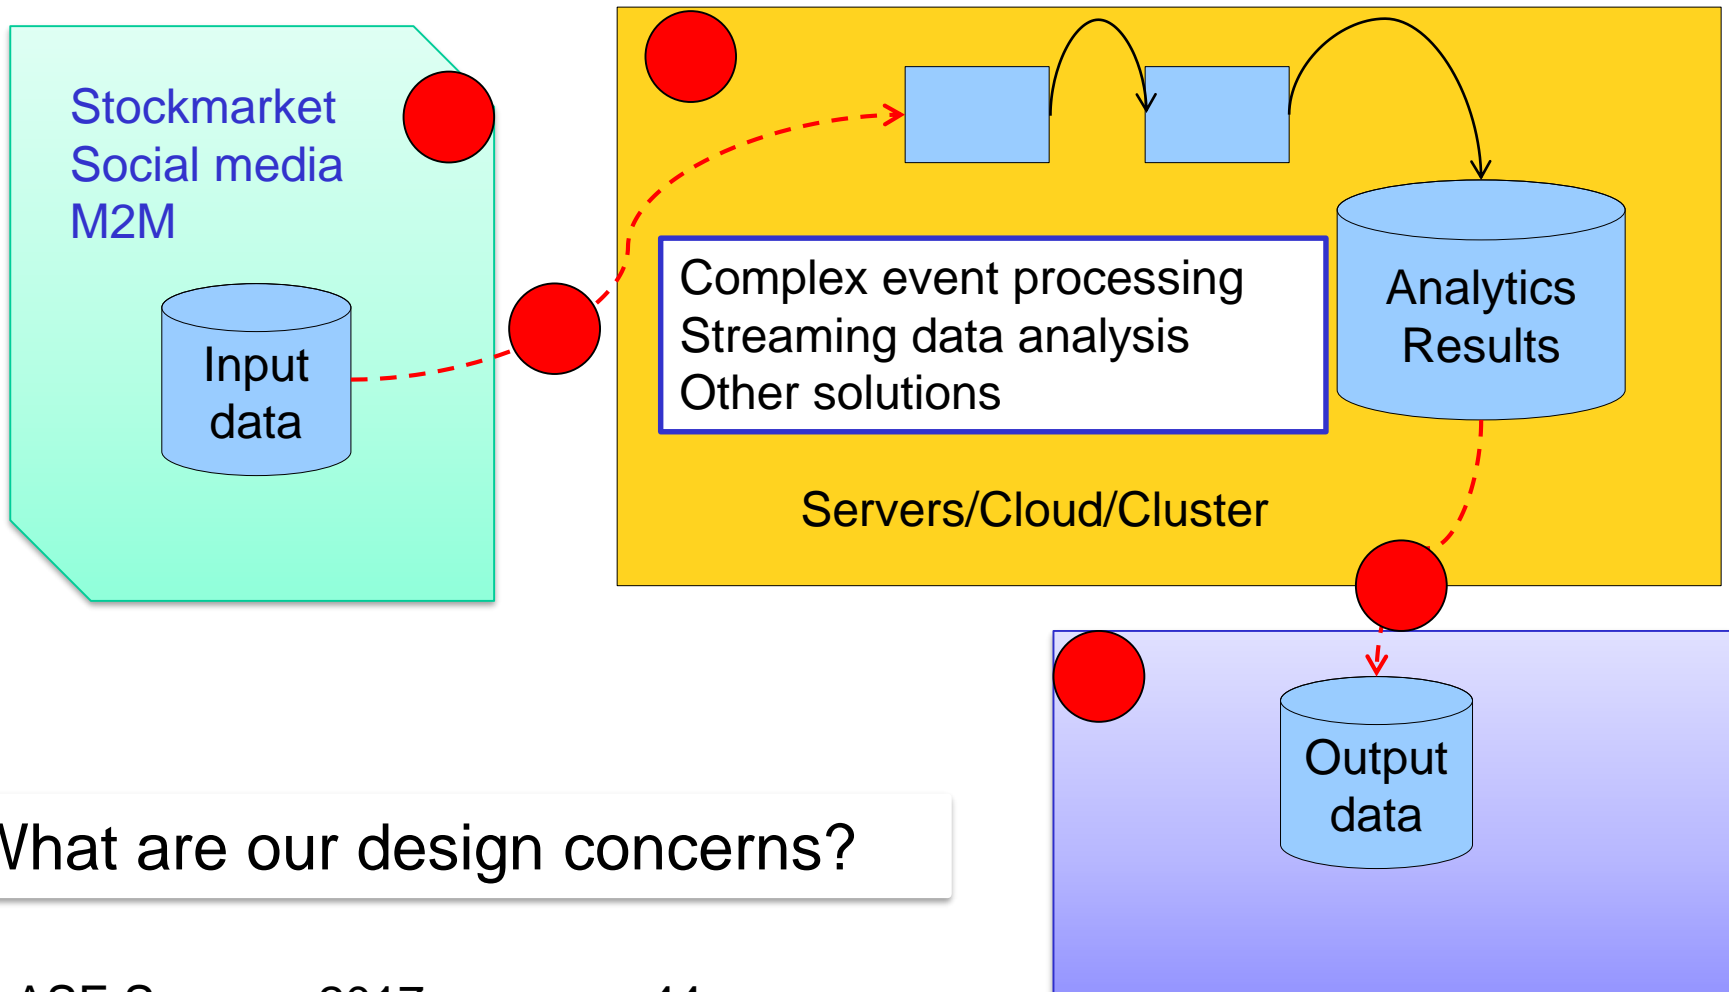 Stockmarket
Social media
M2M
Input
data
Complex event processing
Streaming data analysis
Other solutions
Analytics
Results
Servers/Cloud/Cluster
Output
data
What are our design concerns?
2017